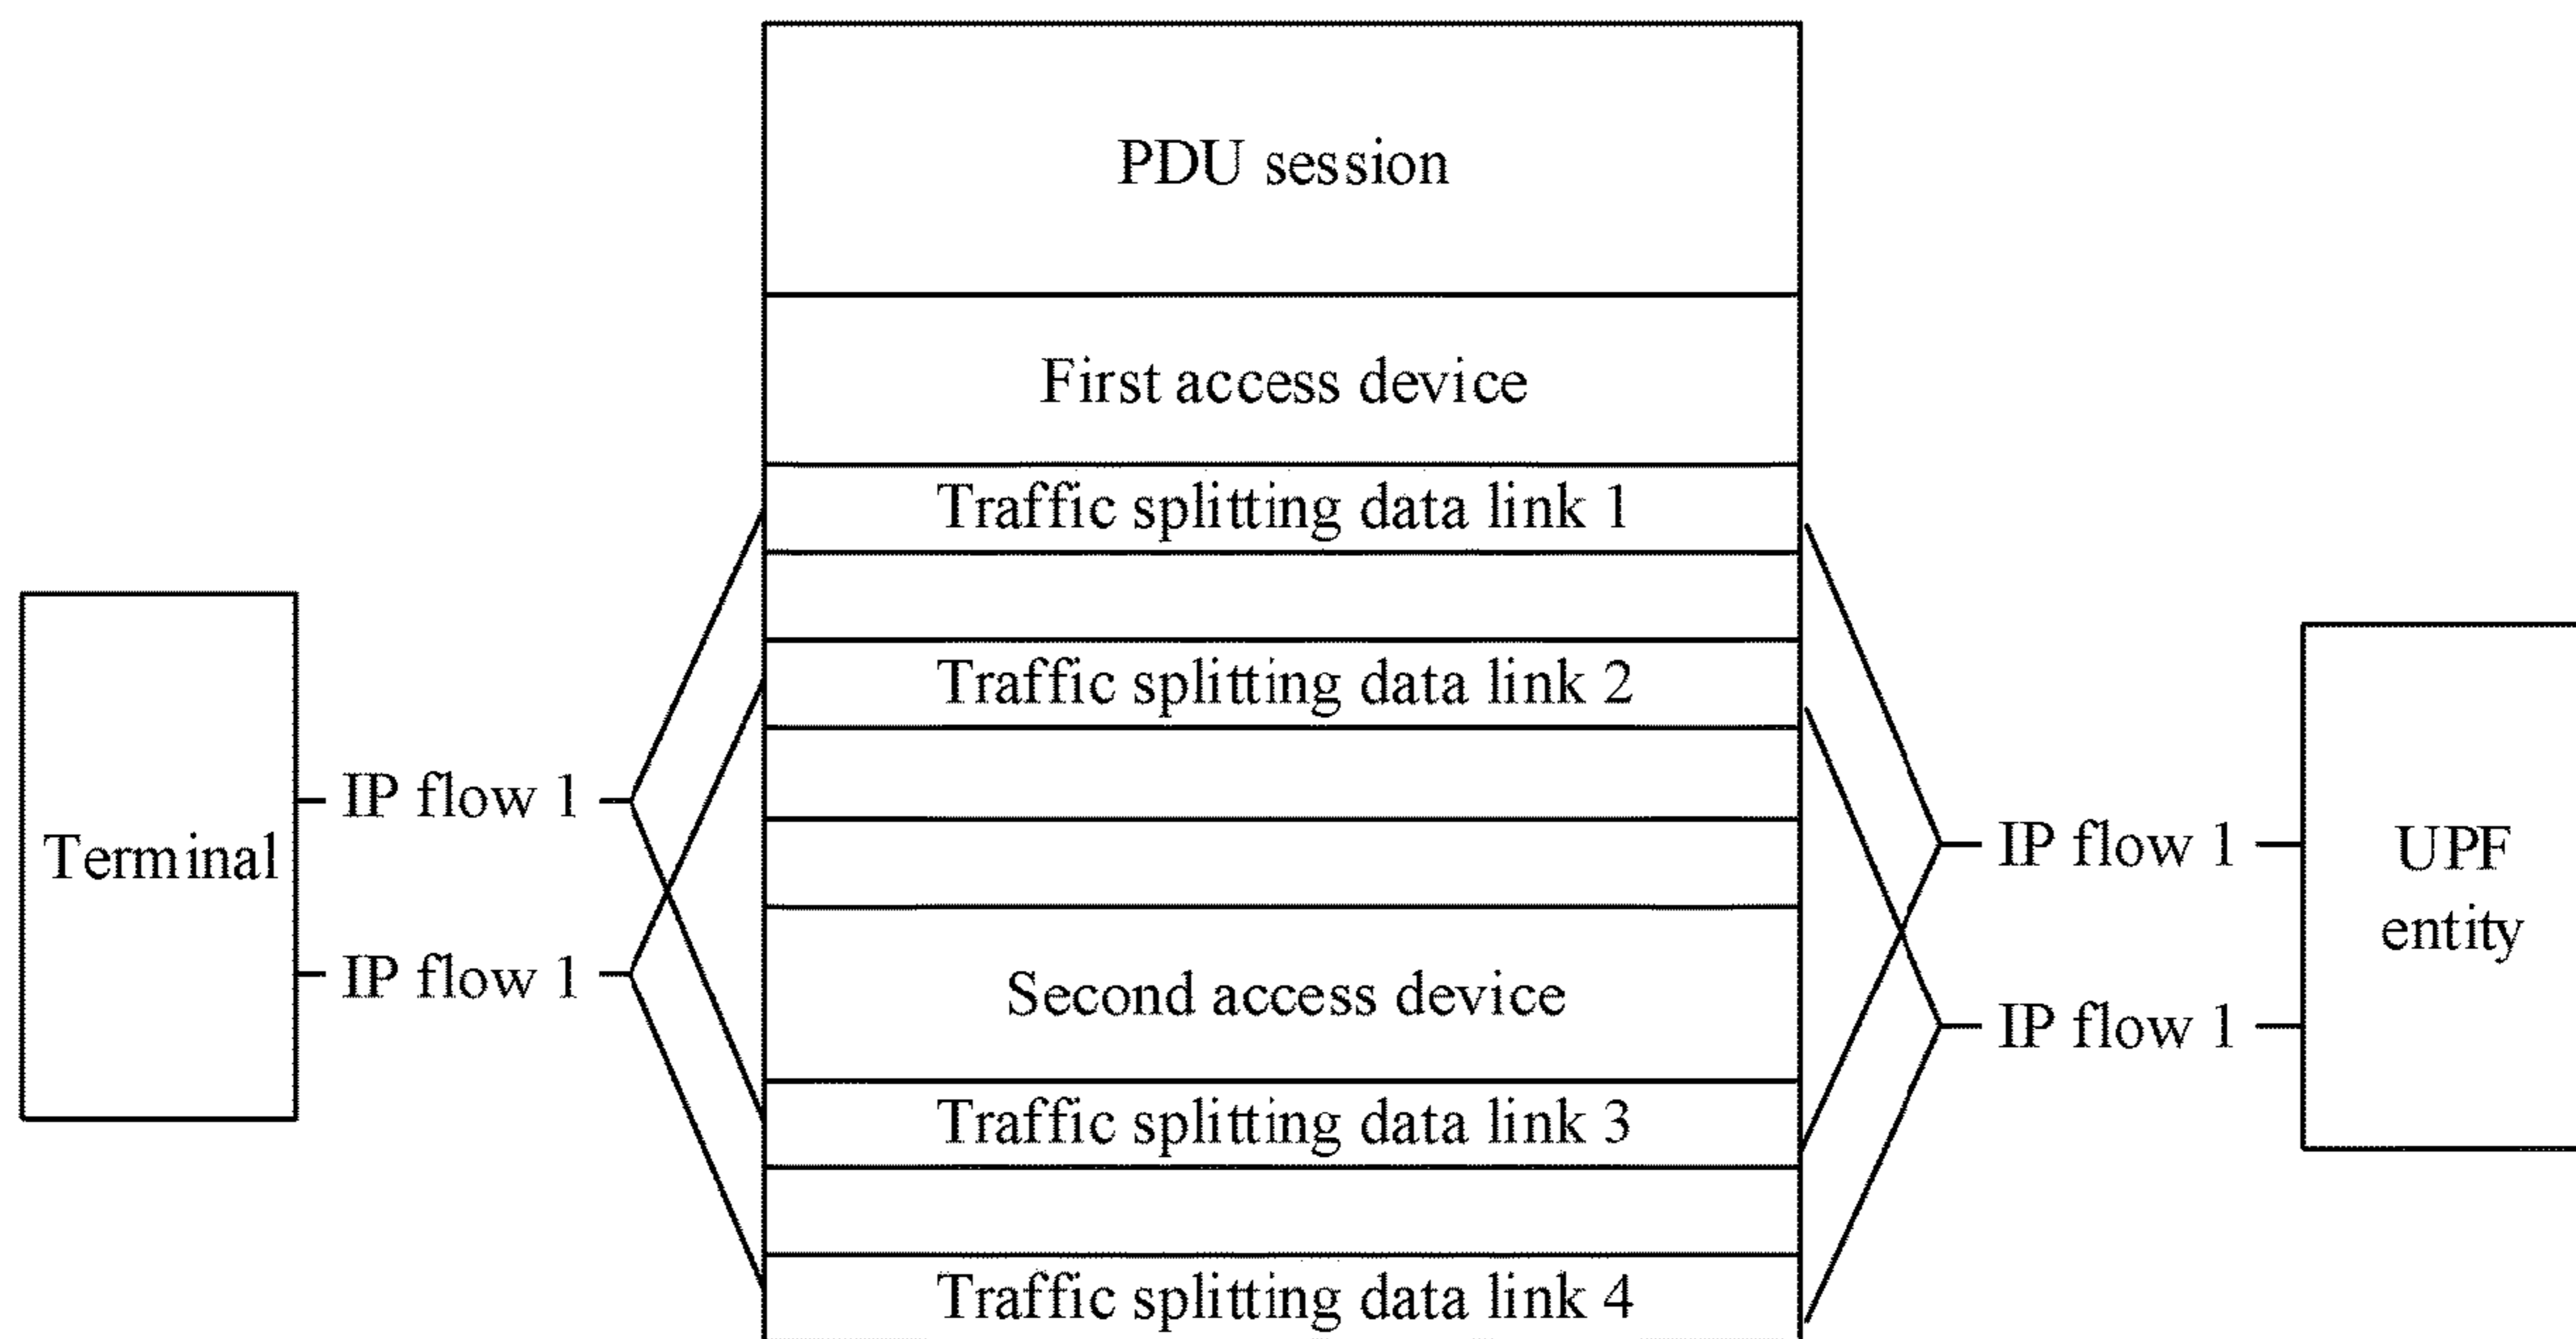 PDU session
First access device
Traffic splitting data link 1
Traffic splitting data link 2
Terminal
IP flow 1
IP flow 1
IP flow 1
IP flow 1
UPF
entity
Second access device
Traffic splitting data link 3
Traffic splitting data link 4